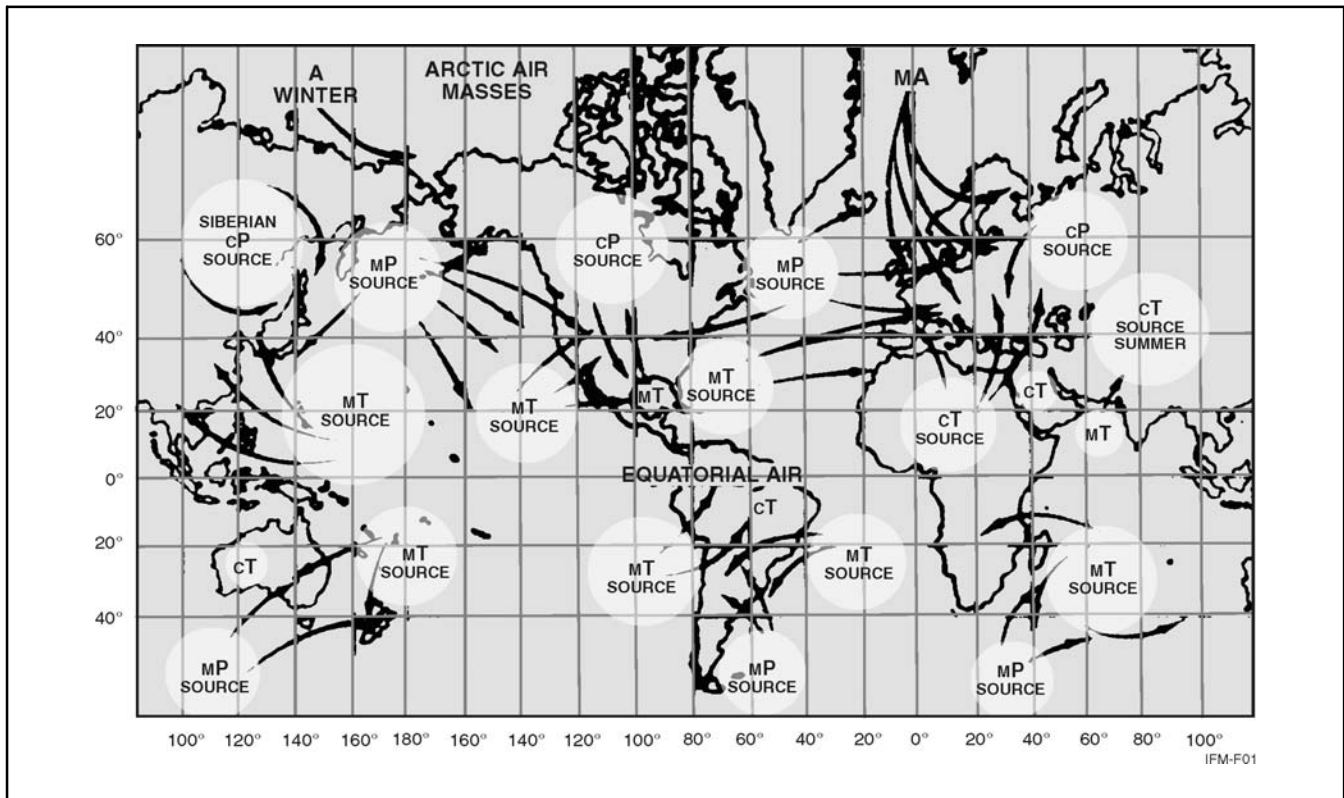 A
WINTER
ARCTIC AIR
MASSES
MA
SIBERIAN
CP
SOURCE
MP
SOURCE
CP
SOURCE
MP
SOURCE
CP
SOURCE
CT
SOURCE
SUMMER
60°
40°
20°
0°
20°
40°
MT
SOURCE
MT
SOURCE
MT
MT
SOURCE
CT
SOURCE
CT
MT
EQUATORIAL AIR
CT
CT
MT
SOURCE
MT
SOURCE
MT
SOURCE
MT
SOURCE
MP
SOURCE
MP
SOURCE
MP
SOURCE
100° 120° 140° 160° 180° 160° 140° 120° 100° 80° 60° 40° 20° 0° 20° 40° 60° 80° 100°
IFM-F01